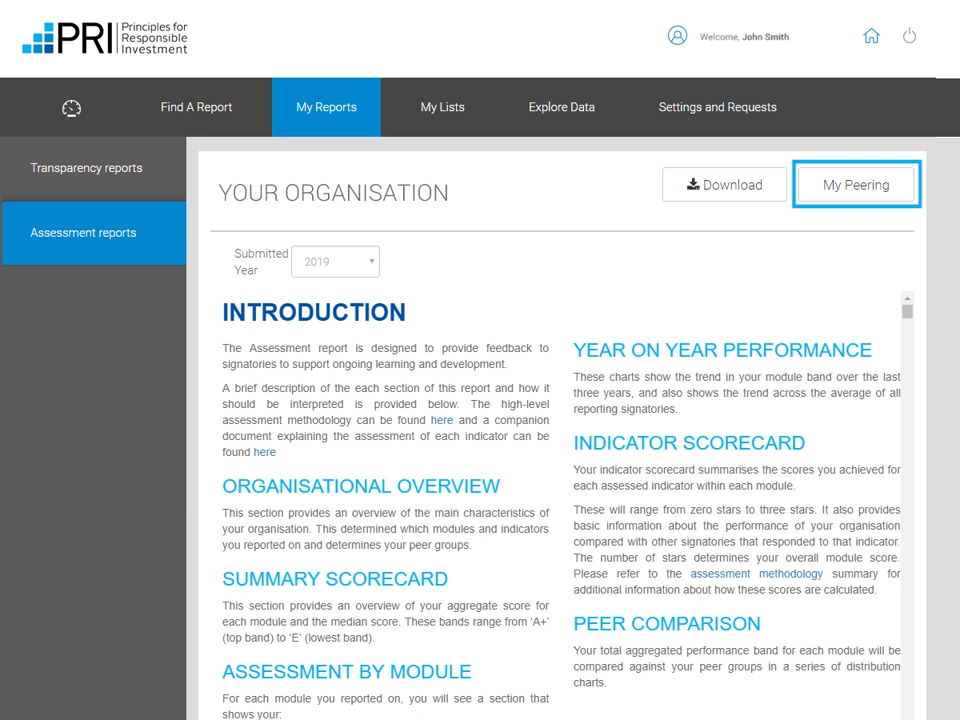 PRI
Principles for
Responsible
Investment
Welcome, John Smith
Find A Report
My Reports
My Lists
Explore Data
Settings and Requests
Transparency reports
Assessment reports
YOUR ORGANISATION
Download
My Peering
Submitted
Year
2019
INTRODUCTION
The Assessment report is designed to provide feedback to
signatories to support ongoing learning and development.
A brief description of the each section of this report and how it
should be interpreted is provided below. The high-level
assessment methodology can be found here and a companion
document explaining the assessment of each indicator can be
found here
ORGANISATIONAL OVERVIEW
This section provides an overview of the main characteristics of
your organisation. This determined which modules and indicators
you reported on and determines your peer groups.
SUMMARY SCORECARD
This section provides an overview of your aggregate score for
each module and the median score. These bands range from ‘A+’
(top band) to ‘E’ (lowest band).
ASSESSMENT BY MODULE
For each module you reported on, you will see a section that
shows your:
YEAR ON YEAR PERFORMANCE
These charts show the trend in your module band over the last
three years, and also shows the trend across the average of all
reporting signatories.
INDICATOR SCORECARD
Your indicator scorecard summarises the scores you achieved for
each assessed indicator within each module.
These will range from zero stars to three stars. It also provides
basic information about the performance of your organisation
compared with other signatories that responded to that indicator.
The number of stars determines your overall module score.
Please refer to the assessment methodology summary for
additional information about how these scores are calculated.
PEER COMPARISON
Your total aggregated performance band for each module will be
compared against your peer groups in a series of distribution
charts.